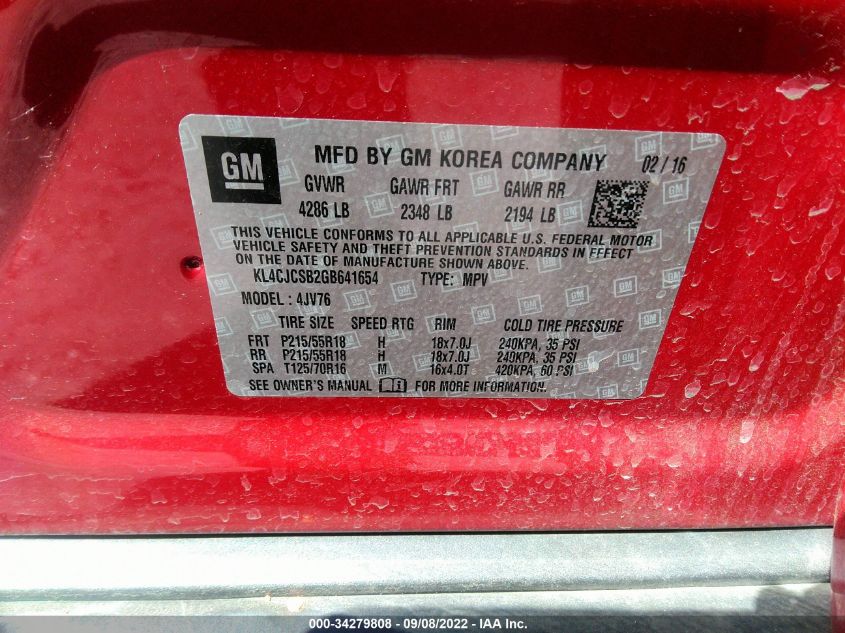 GM MFD BY GM KOREA COMPANY 02/16
GVWR GAWR FRT GAWR RR
4286 LB 2348 LB 2194 LB
THIS VEHICLE CONFORMS TO ALL APPLICABLE U.S. FEDERAL MOTOR
VEHICLE SAFETY AND THEFT PREVENTION STANDARDS IN EFFECT
ON THE DATE OF MANUFACTURE SHOWN ABOVE.
KL4CJCSB2GB641654 TYPE: MPV
MODEL: 4JV76
TIRE SIZE SPEED RTG RIM COLD TIRE PRESSURE
FRT P215/55R18 H 18x7.0J 240KPA, 35 PSI
RR P215/55R18 H 18x7.0J 240KPA, 35 PSI
SPA T125/70R16 M 16x4.0T 420KPA, 60 PSI
SEE OWNER'S MANUAL FOR MORE INFORMATION.
000-34279808 - 09/08/2022 - IAA Inc.